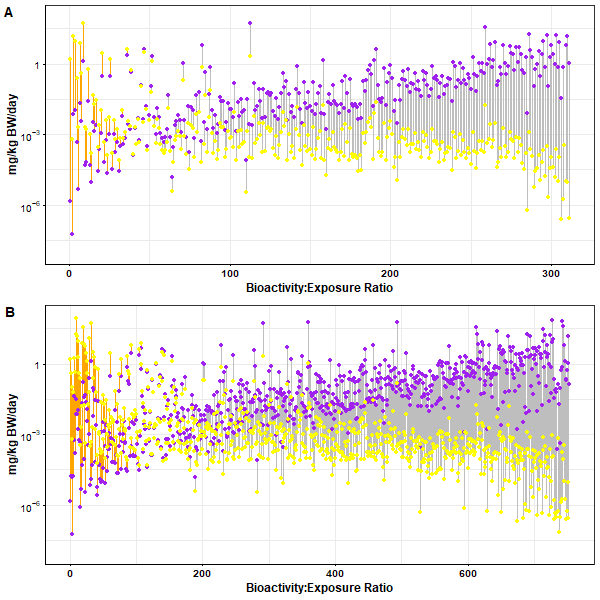 A
mg/kg BW/day
1
10⁻³
10⁻⁶
0 100 200 300
Bioactivity:Exposure Ratio
B
mg/kg BW/day
1
10⁻³
10⁻⁶
0 200 400 600
Bioactivity:Exposure Ratio